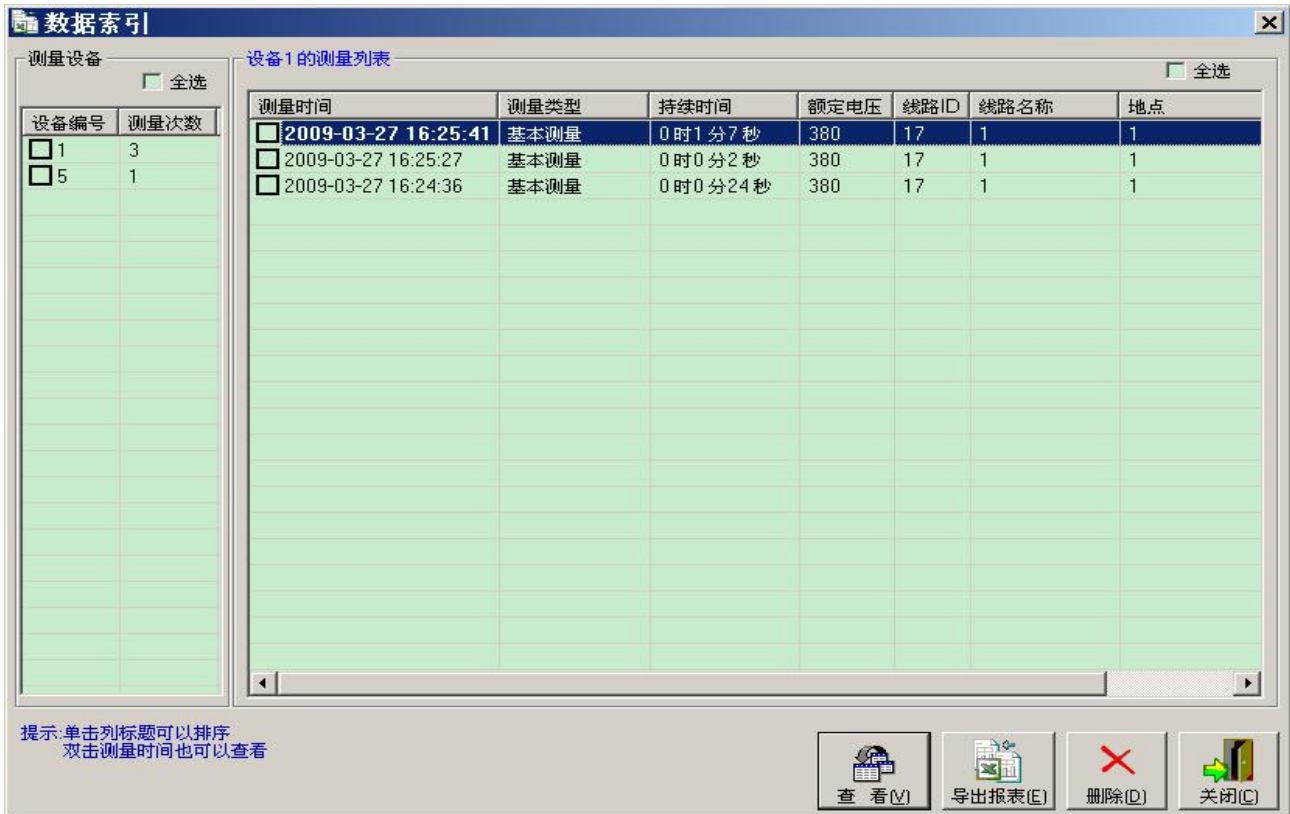 数据索引
测量设备
全选
设备编号 测量次数
1 3
5 1
设备1的测量列表
全选
测量时间 测量类型 持续时间 额定电压 线路ID 线路名称 地点
2009-03-27 16:25:41 基本测量 0时1分7秒 380 17 1 1
2009-03-27 16:25:27 基本测量 0时0分2秒 380 17 1 1
2009-03-27 16:24:36 基本测量 0时0分24秒 380 17 1 1
提示:单击列标题可以排序
双击测量时间也可以查看
查 看(V) 导出报表(E) 删除(D) 关闭(C)